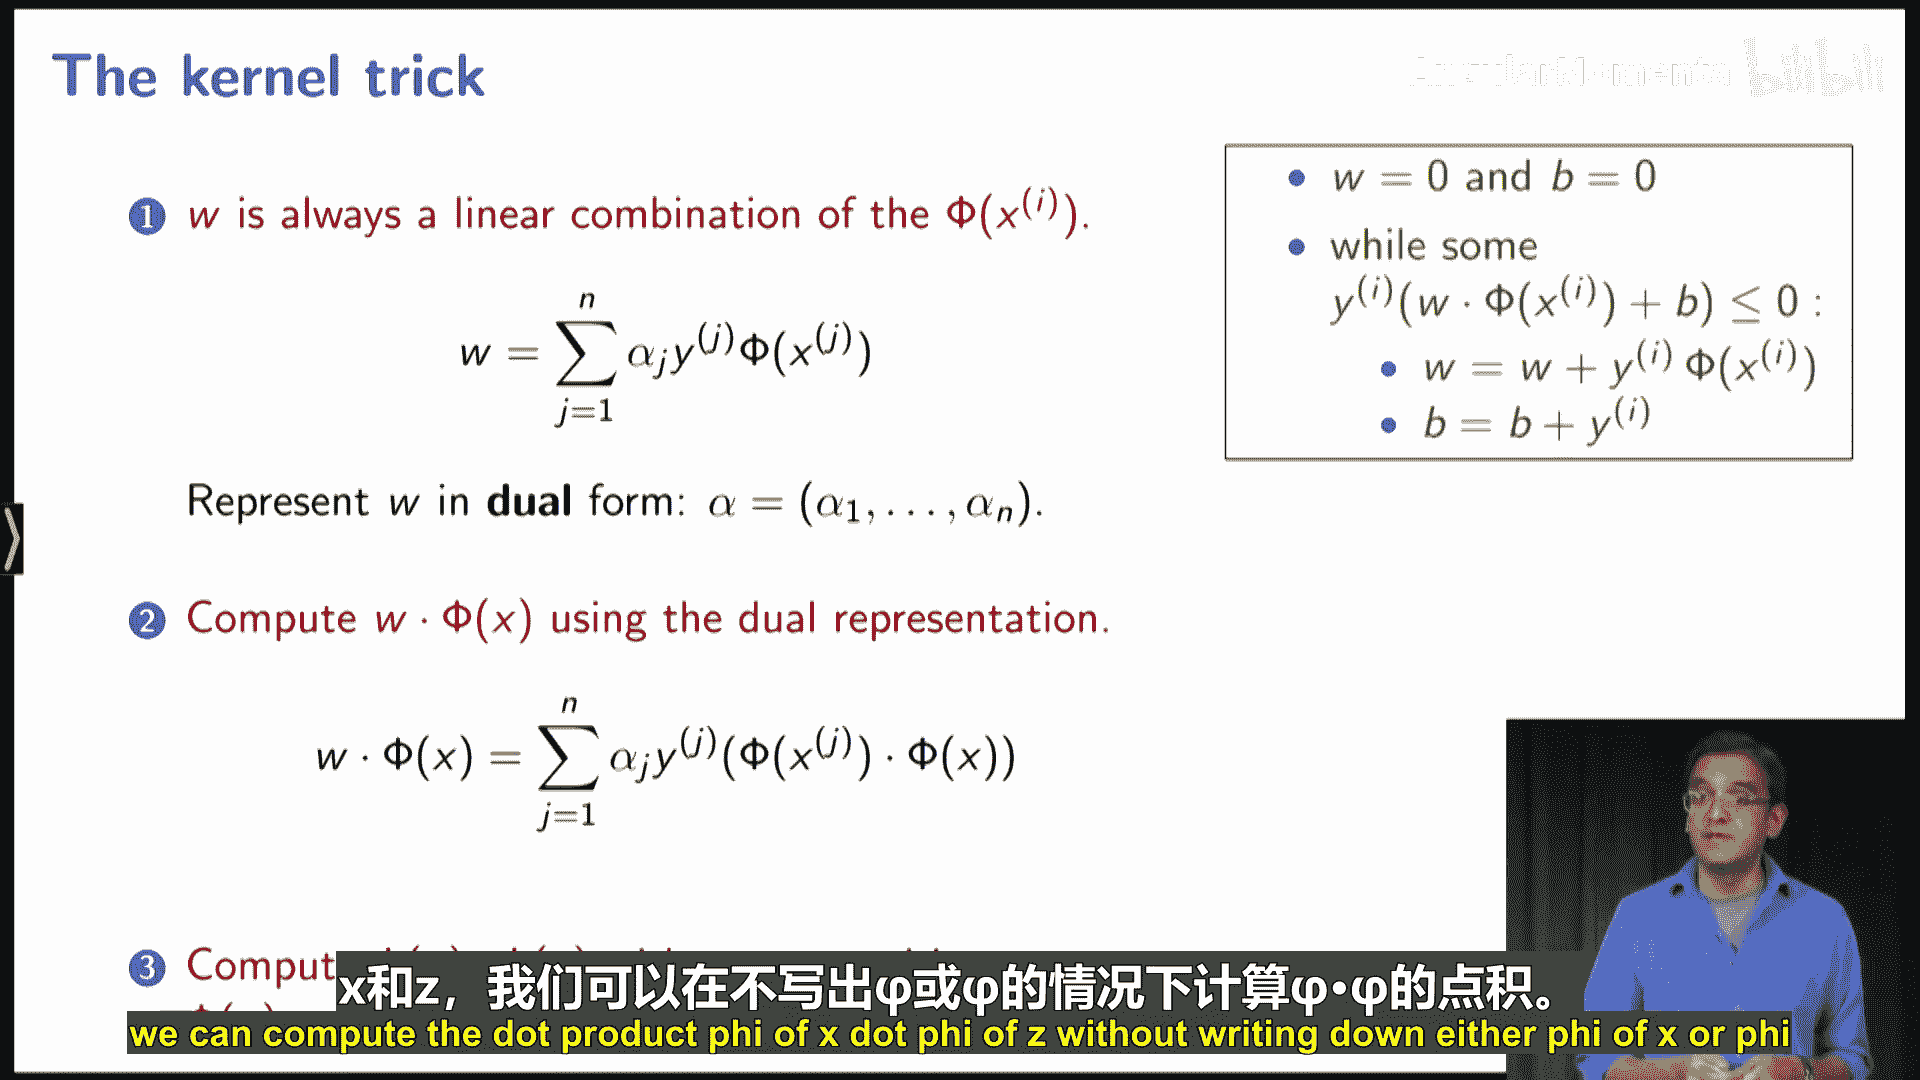 The kernel trick
bilibili
1 w is always a linear combination of the Φ(x^(i)).
w = ∑_{j=1}^{n} α_j y^(j) Φ(x^(j))
Represent w in dual form: α = (α_1, . . . , α_n).
2 Compute w · Φ(x) using the dual representation.
w · Φ(x) = ∑_{j=1}^{n} α_j y^(j) (Φ(x^(j)) · Φ(x))
3
• w = 0 and b = 0
• while some
y^(i)(w · Φ(x^(i)) + b) ≤ 0 :
• w = w + y^(i) Φ(x^(i))
• b = b + y^(i)
x和z，我们可以在不写出φ或φ的情况下计算φ•φ的点积。
we can compute the dot product phi of x dot phi of z without writing down either phi of x or phi